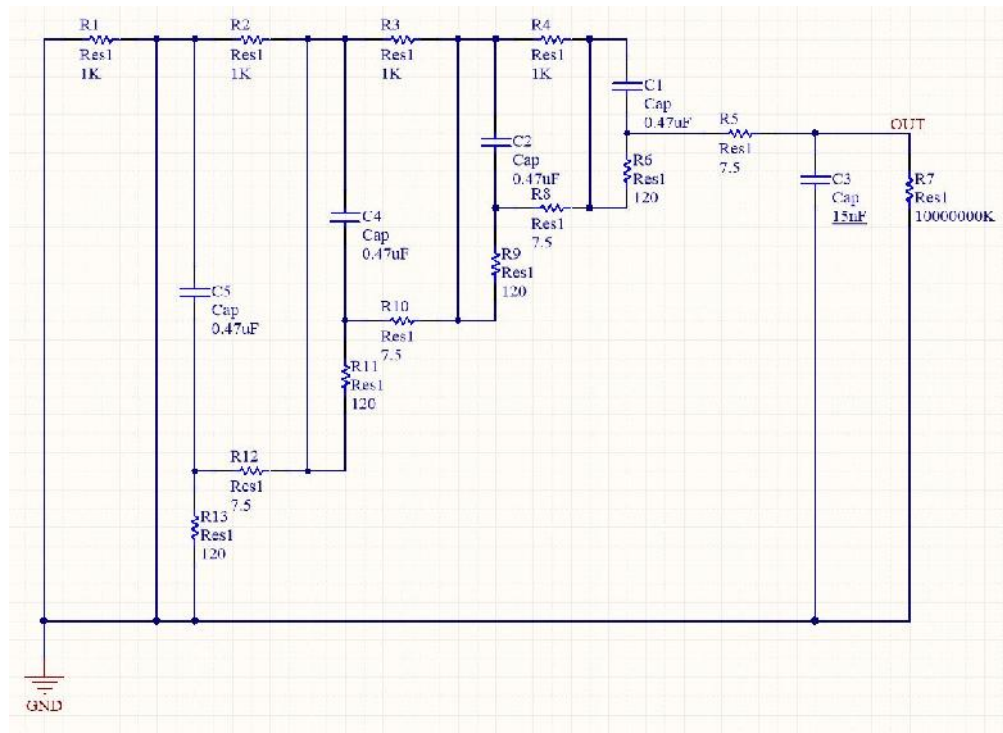 R1
Res1
1K
R2
Res1
1K
R3
Res1
1K
R4
Res1
1K
C1
Cap
0.47uF
R5
Res1
7.5
OUT
C2
Cap
0.47uF
R6
Res1
120
C3
Cap
15nF
R7
Res1
10000000K
R8
Res1
7.5
C4
Cap
0.47uF
R9
Res1
120
C5
Cap
0.47uF
R10
Res1
7.5
R11
Res1
120
R12
Res1
7.5
R13
Res1
120
GND